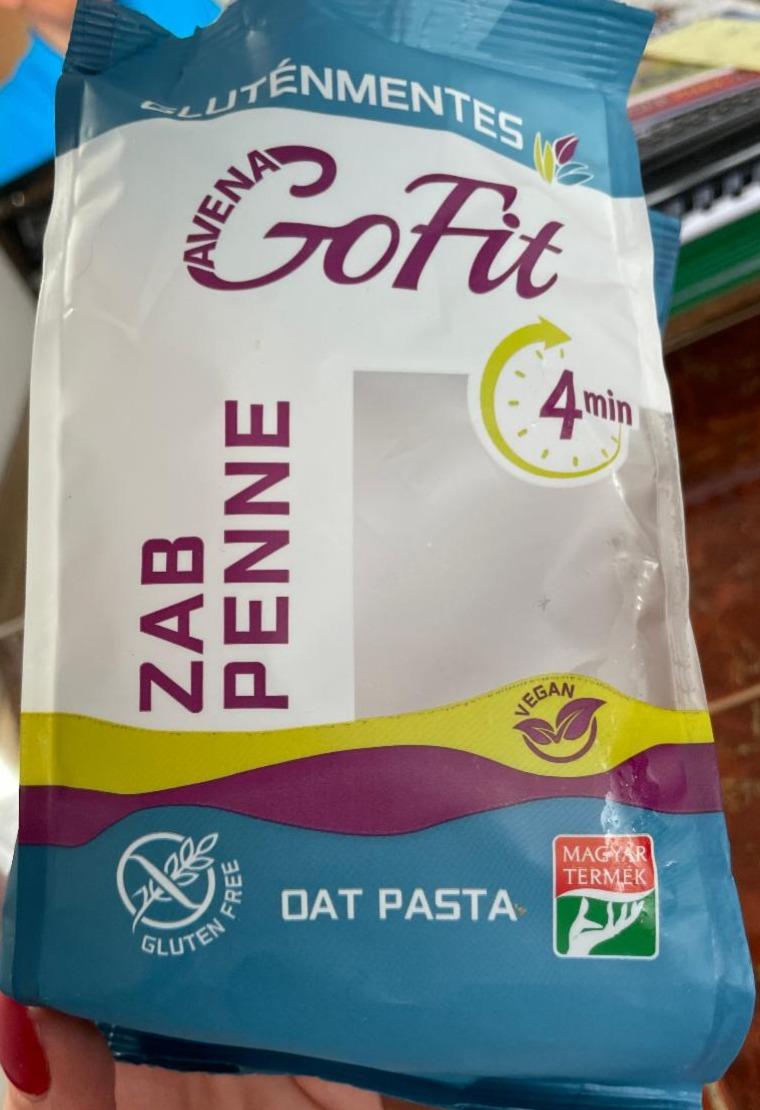 GLUTÉNMENTES
AVENA
GoFit
4 min
ZAB
PENNE
VEGAN
GLUTEN FREE
OAT PASTA
MAGYAR
TERMÉK